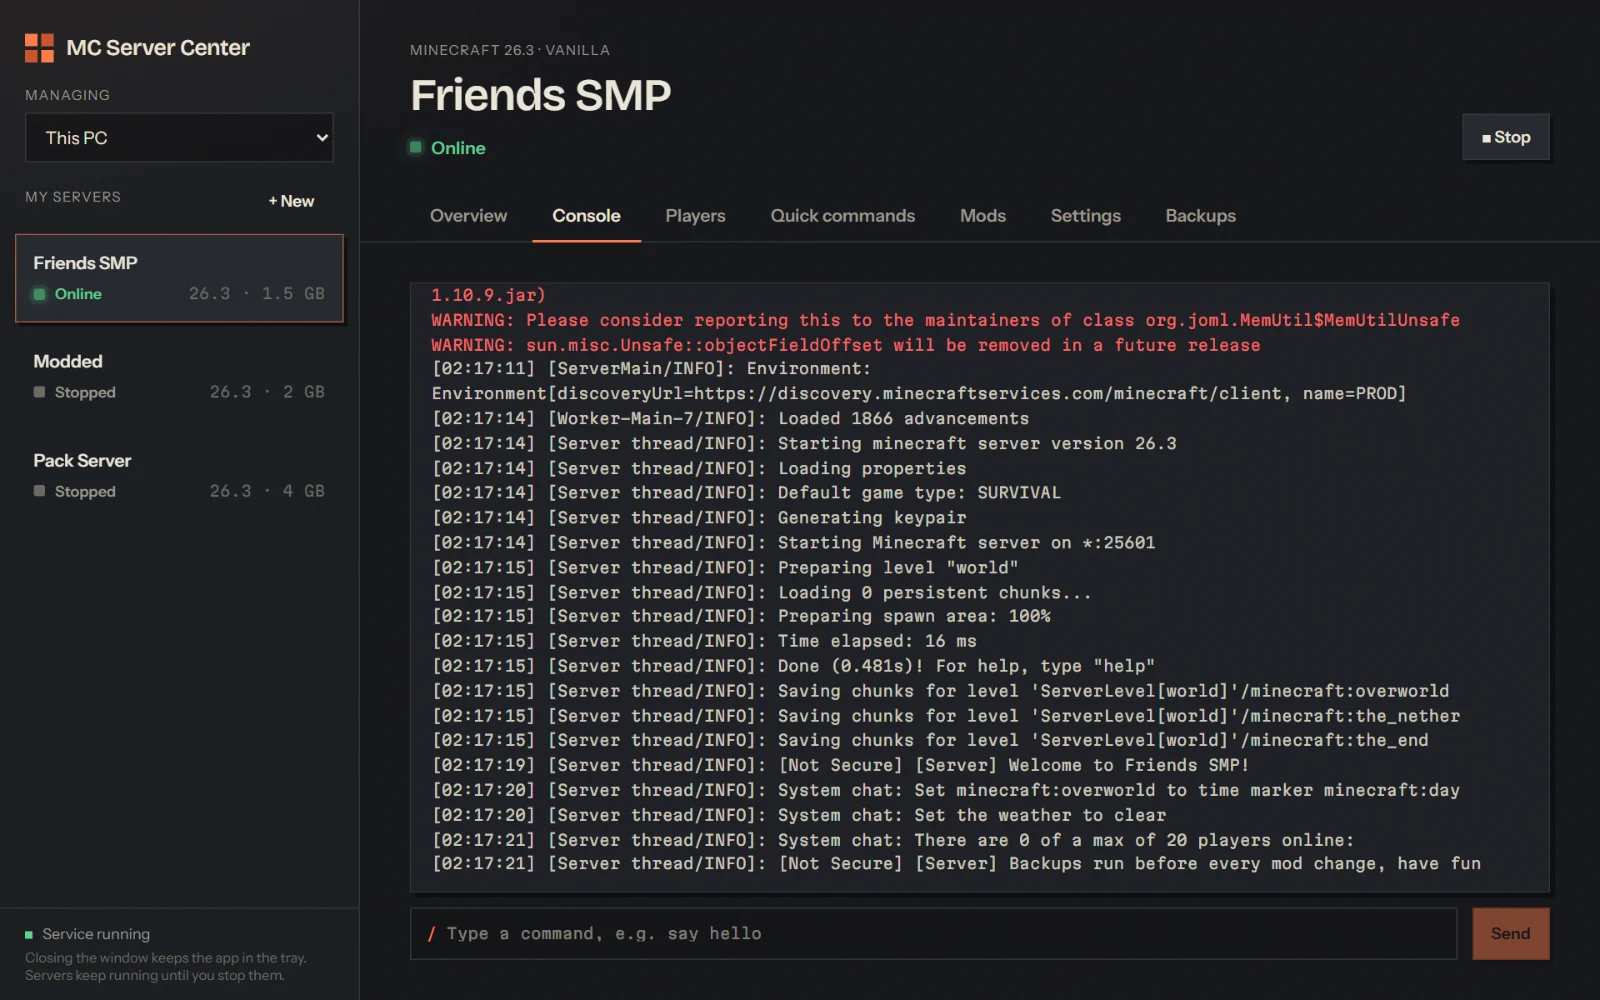 MC Server Center
MANAGING
This PC
MY SERVERS
+ New
Friends SMP
Online
26.3 · 1.5 GB
Modded
Stopped
26.3 · 2 GB
Pack Server
Stopped
26.3 · 4 GB
Service running
Closing the window keeps the app in the tray.
Servers keep running until you stop them.
MINECRAFT 26.3 · VANILLA
Friends SMP
Online
Stop
Overview
Console
Players
Quick commands
Mods
Settings
Backups
1.10.9.jar)
WARNING: Please consider reporting this to the maintainers of class org.joml.MemUtil$MemUtilUnsafe
WARNING: sun.misc.Unsafe::objectFieldOffset will be removed in a future release
[02:17:11] [ServerMain/INFO]: Environment:
Environment[discoveryUrl=https://discovery.minecraftservices.com/minecraft/client, name=PROD]
[02:17:14] [Worker-Main-7/INFO]: Loaded 1866 advancements
[02:17:14] [Server thread/INFO]: Starting minecraft server version 26.3
[02:17:14] [Server thread/INFO]: Loading properties
[02:17:14] [Server thread/INFO]: Default game type: SURVIVAL
[02:17:14] [Server thread/INFO]: Generating keypair
[02:17:14] [Server thread/INFO]: Starting Minecraft server on *:25601
[02:17:15] [Server thread/INFO]: Preparing level "world"
[02:17:15] [Server thread/INFO]: Loading 0 persistent chunks...
[02:17:15] [Server thread/INFO]: Preparing spawn area: 100%
[02:17:15] [Server thread/INFO]: Time elapsed: 16 ms
[02:17:15] [Server thread/INFO]: Done (0.481s)! For help, type "help"
[02:17:15] [Server thread/INFO]: Saving chunks for level 'ServerLevel[world]'/minecraft:overworld
[02:17:15] [Server thread/INFO]: Saving chunks for level 'ServerLevel[world]'/minecraft:the_nether
[02:17:15] [Server thread/INFO]: Saving chunks for level 'ServerLevel[world]'/minecraft:the_end
[02:17:19] [Server thread/INFO]: [Not Secure] [Server] Welcome to Friends SMP!
[02:17:20] [Server thread/INFO]: System chat: Set minecraft:overworld to time marker minecraft:day
[02:17:20] [Server thread/INFO]: System chat: Set the weather to clear
[02:17:21] [Server thread/INFO]: System chat: There are 0 of a max of 20 players online:
[02:17:21] [Server thread/INFO]: [Not Secure] [Server] Backups run before every mod change, have fun
/ Type a command, e.g. say hello
Send